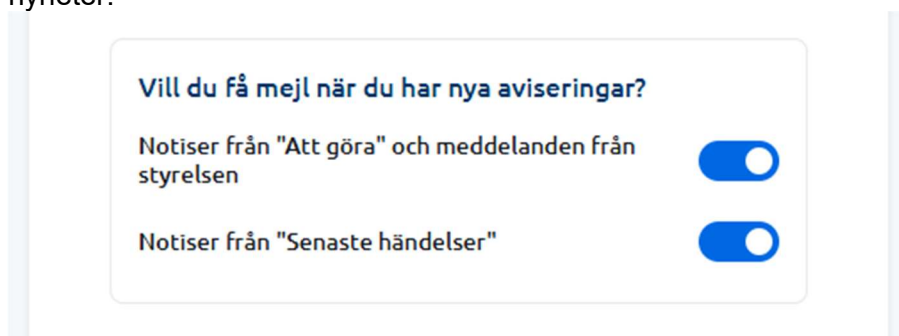 nyheter.
Vill du få mejl när du har nya aviseringar?
Notiser från "Att göra" och meddelanden från
styrelsen
Notiser från "Senaste händelser"